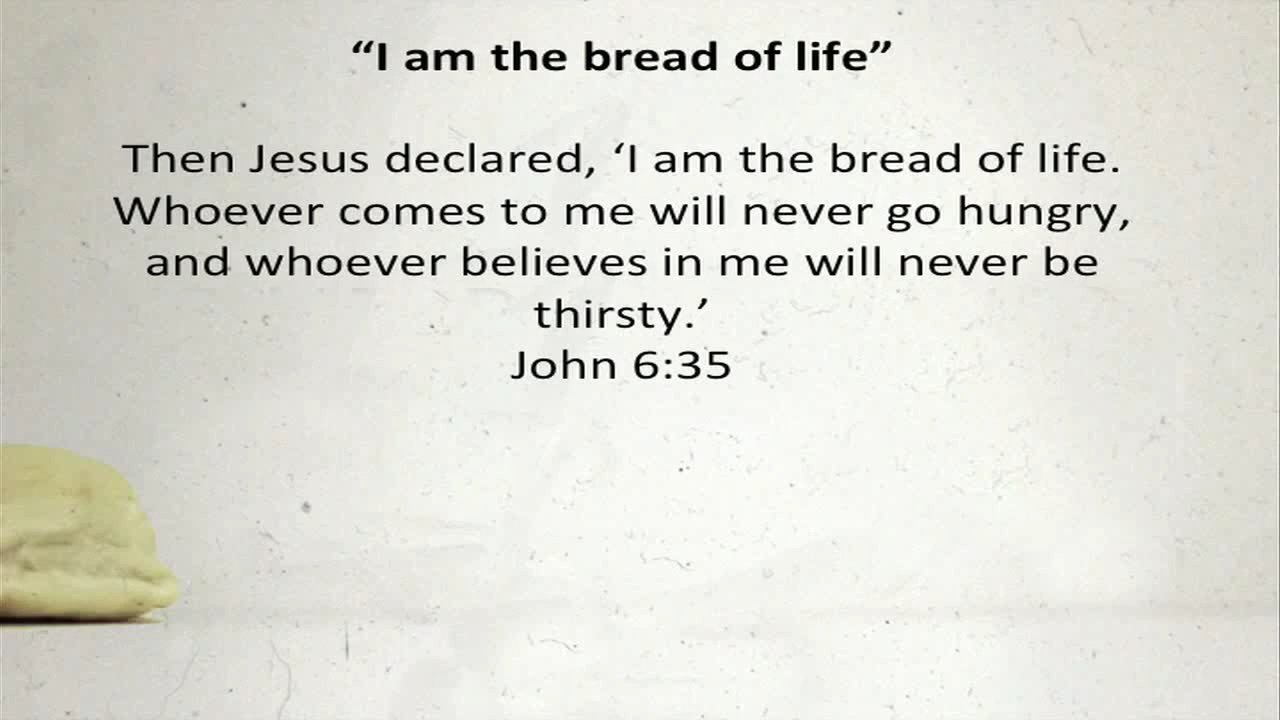 “I am the bread of life”
Then Jesus declared, ‘I am the bread of life.
Whoever comes to me will never go hungry,
and whoever believes in me will never be
thirsty.’
John 6:35